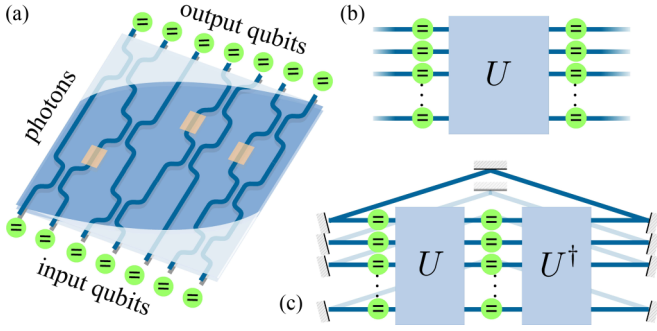 (a)
output qubits
photons
input qubits
(b)
U
(c)
U
U†